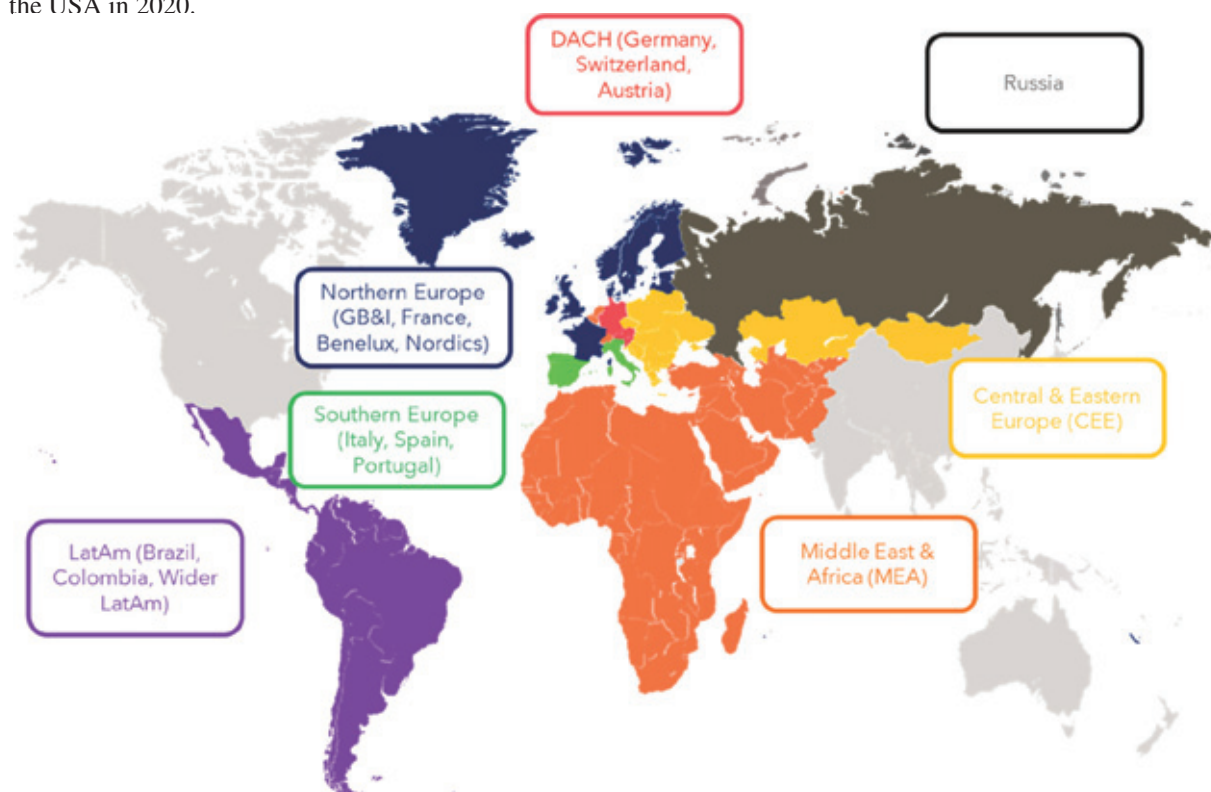 the USA in 2020.
DACH (Germany,
Switzerland,
Austria)
Russia
Northern Europe
(GB&I, France,
Benelux, Nordics)
Southern Europe
(Italy, Spain,
Portugal)
Central & Eastern
Europe (CEE)
LatAm (Brazil,
Colombia, Wider
LatAm)
Middle East &
Africa (MEA)